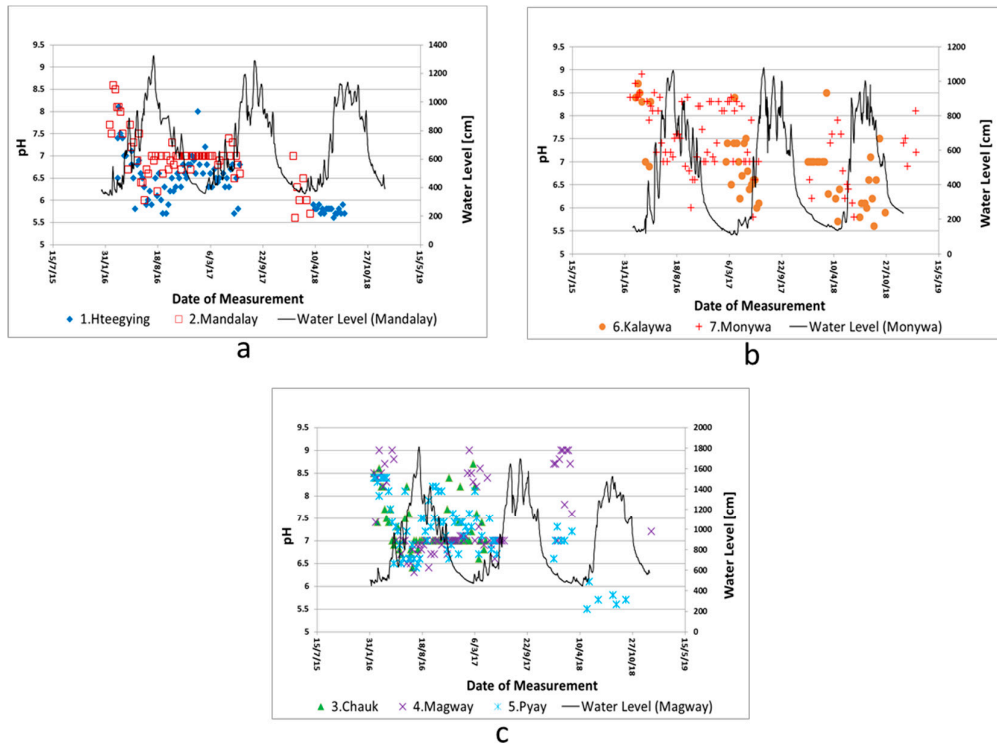 9.5 1400
9 1200
8.5 1000
8
7.5 800
7 600
6.5 400
6
5.5 200
5 0
pH
Water Level [cm]
15/7/15 31/1/16 18/8/16 6/3/17 22/9/17 10/4/18 27/10/18 15/5/19
Date of Measurement
1.Hteegying 2.Mandalay Water Level (Mandalay)
a
9.5 1200
9 1000
8.5
8 800
7.5
7 600
6.5 400
6
5.5 200
5 0
pH
Water Level [cm]
15/7/15 31/1/16 18/8/16 6/3/17 22/9/17 10/4/18 27/10/18 15/5/19
Date of Measurement
6.Kalaywa 7.Monywa Water Level (Monywa)
b
9.5 2000
9 1800
8.5 1600
8 1400
7.5 1200
7 1000
6.5 800
6 600
5.5 400
5 200
0
pH
Water Level [cm]
15/7/15 31/1/16 18/8/16 6/3/17 22/9/17 10/4/18 27/10/18 15/5/19
Date of Measurement
3.Chauk 4.Magway 5.Pyay Water Level (Magway)
c